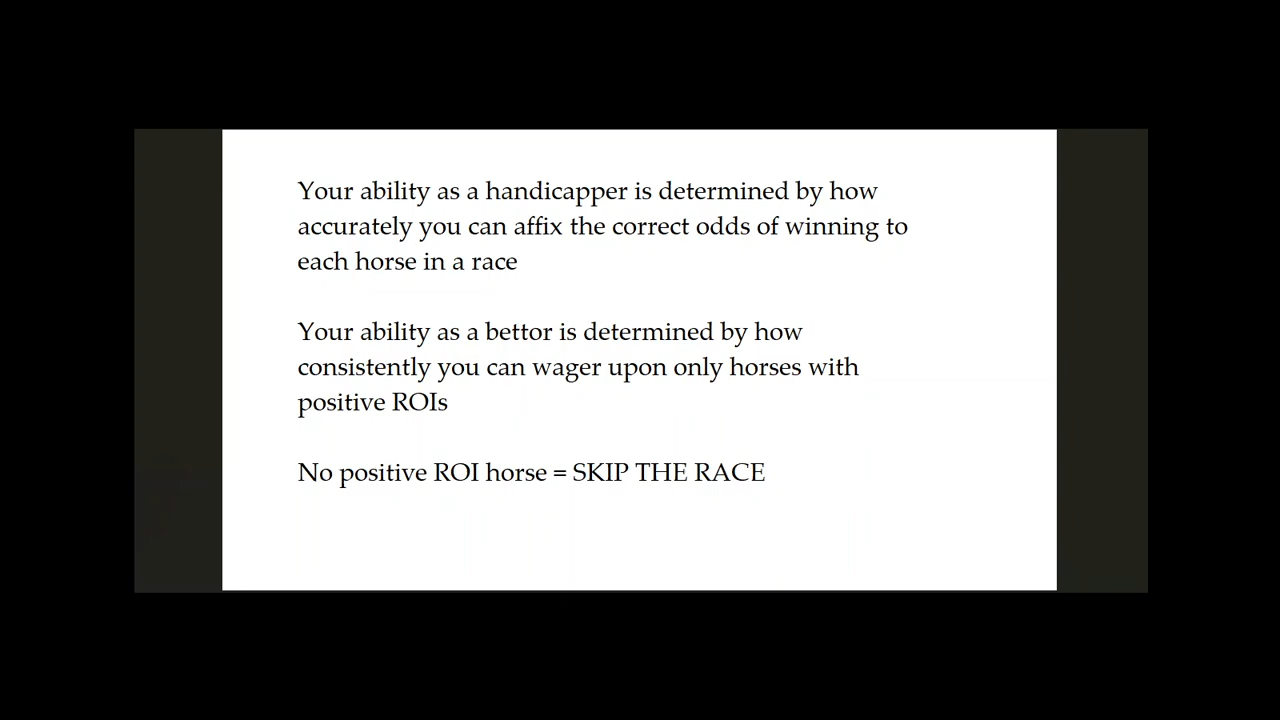 Your ability as a handicapper is determined by how
accurately you can affix the correct odds of winning to
each horse in a race
Your ability as a bettor is determined by how
consistently you can wager upon only horses with
positive ROIs
No positive ROI horse = SKIP THE RACE